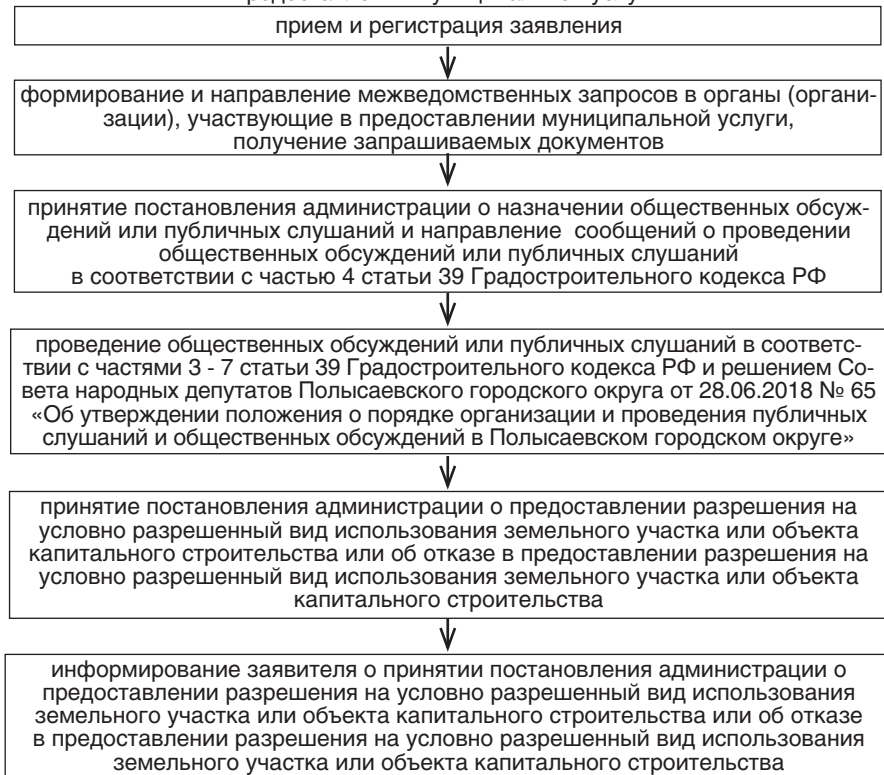 прием и регистрация заявления
формирование и направление межведомственных запросов в органы (органи-
зации), участвующие в предоставлении муниципальной услуги,
получение запрашиваемых документов
принятие постановления администрации о назначении общественных обсуж-
дений или публичных слушаний и направление сообщений о проведении
общественных обсуждений или публичных слушаний
в соответствии с частью 4 статьи 39 Градостроительного кодекса РФ
проведение общественных обсуждений или публичных слушаний в соответс-
твии с частями 3 - 7 статьи 39 Градостроительного кодекса РФ и решением Со-
вета народных депутатов Полысаевского городского округа от 28.06.2018 № 65
«Об утверждении положения о порядке организации и проведения публичных
слушаний и общественных обсуждений в Полысаевском городском округе»
принятие постановления администрации о предоставлении разрешения на
условно разрешенный вид использования земельного участка или объекта
капитального строительства или об отказе в предоставлении разрешения на
условно разрешенный вид использования земельного участка или объекта
капитального строительства
информирование заявителя о принятии постановления администрации о
предоставлении разрешения на условно разрешенный вид использования
земельного участка или объекта капитального строительства или об отказе
в предоставлении разрешения на условно разрешенный вид использования
земельного участка или объекта капитального строительства